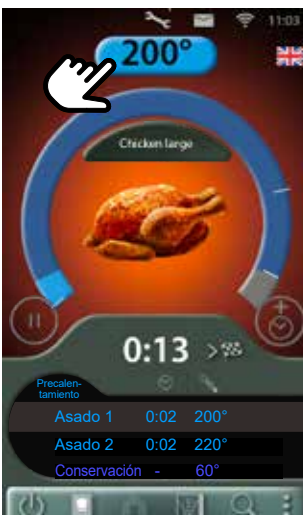 11:03
200°
Chicken large
0:13
Precalen-
tamiento
Asado 1 0:02 200°
Asado 2 0:02 220°
Conservación - 60°